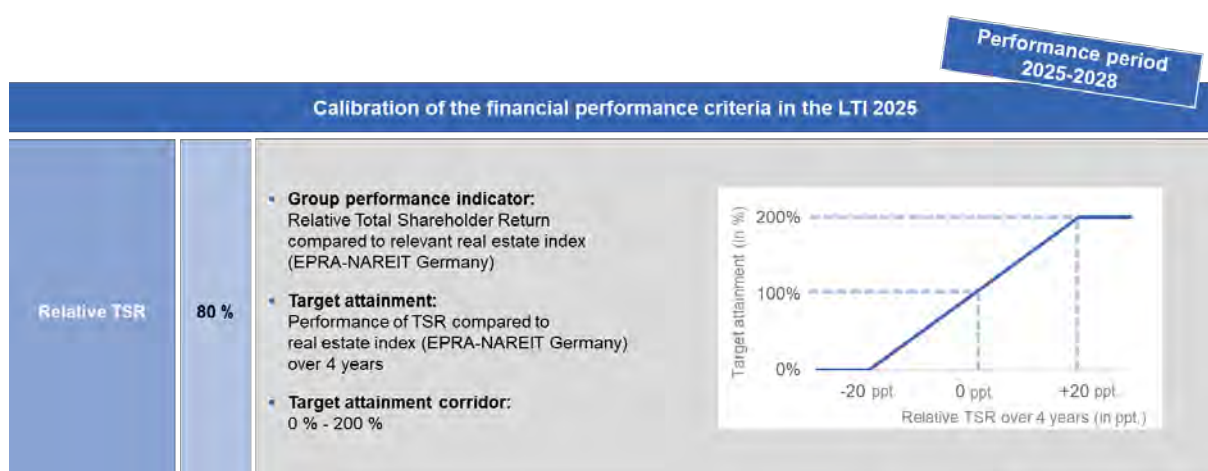 Performance period
2025-2028
Calibration of the financial performance criteria in the LTI 2025
Relative TSR
80 %
▪ Group performance indicator:
Relative Total Shareholder Return
compared to relevant real estate index
(EPRA-NAREIT Germany)
▪ Target attainment:
Performance of TSR compared to
real estate index (EPRA-NAREIT Germany)
over 4 years
▪ Target attainment corridor:
0 % - 200 %
Target attainment (in %)
200%
100%
0%
-20 ppt. 0 ppt. +20 ppt.
Relative TSR over 4 years (in ppt.)